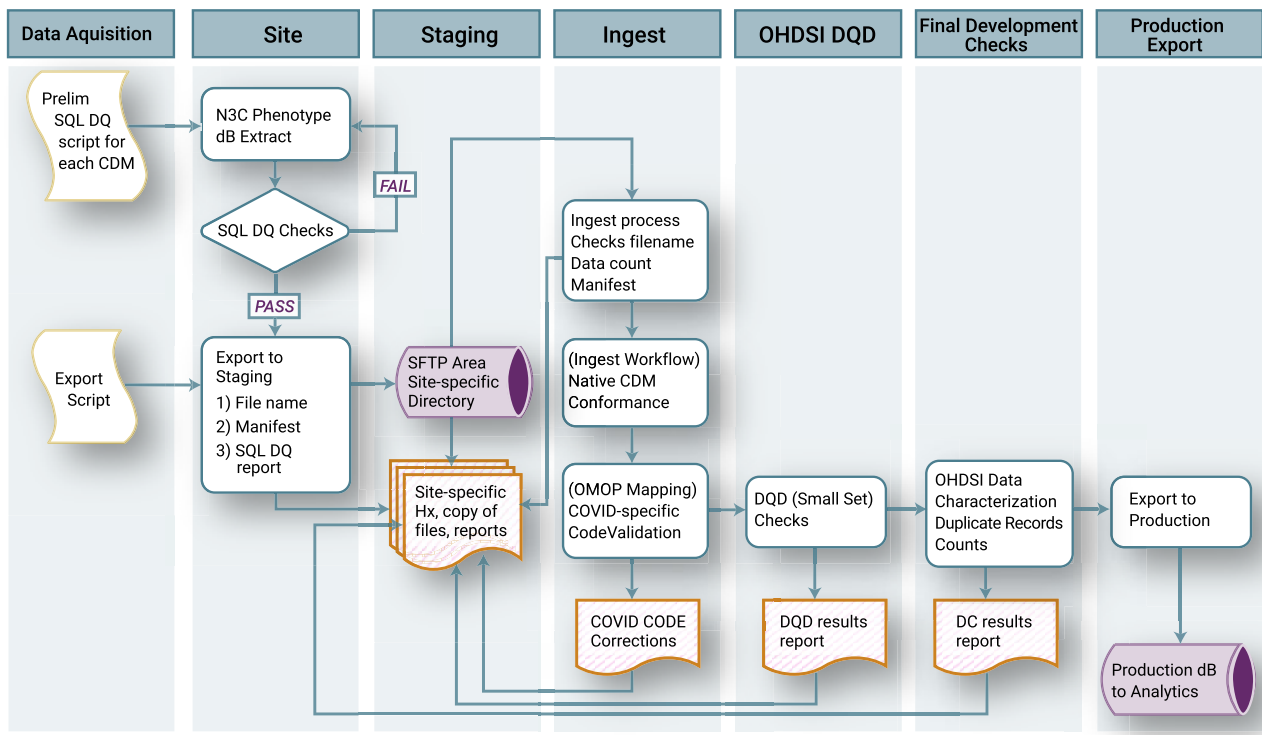 Data Aquisition
Site
Staging
Ingest
OHDSI DQD
Final Development
Checks
Production
Export
Prelim
SQL DQ
script for
each CDM
N3C Phenotype
dB Extract
FAIL
SQL DQ Checks
PASS
Export
Script
Export to
Staging
1) File name
2) Manifest
3) SQL DQ
report
SFTP Area
Site-specific
Directory
Site-specific
Hx, copy of
files, reports
Ingest process
Checks filename
Data count
Manifest
(Ingest Workflow)
Native CDM
Conformance
(OMOP Mapping)
COVID-specific
CodeValidation
COVID CODE
Corrections
DQD (Small Set)
Checks
DQD results
report
OHDSI Data
Characterization
Duplicate Records
Counts
DC results
report
Export to
Production
Production dB
to Analytics